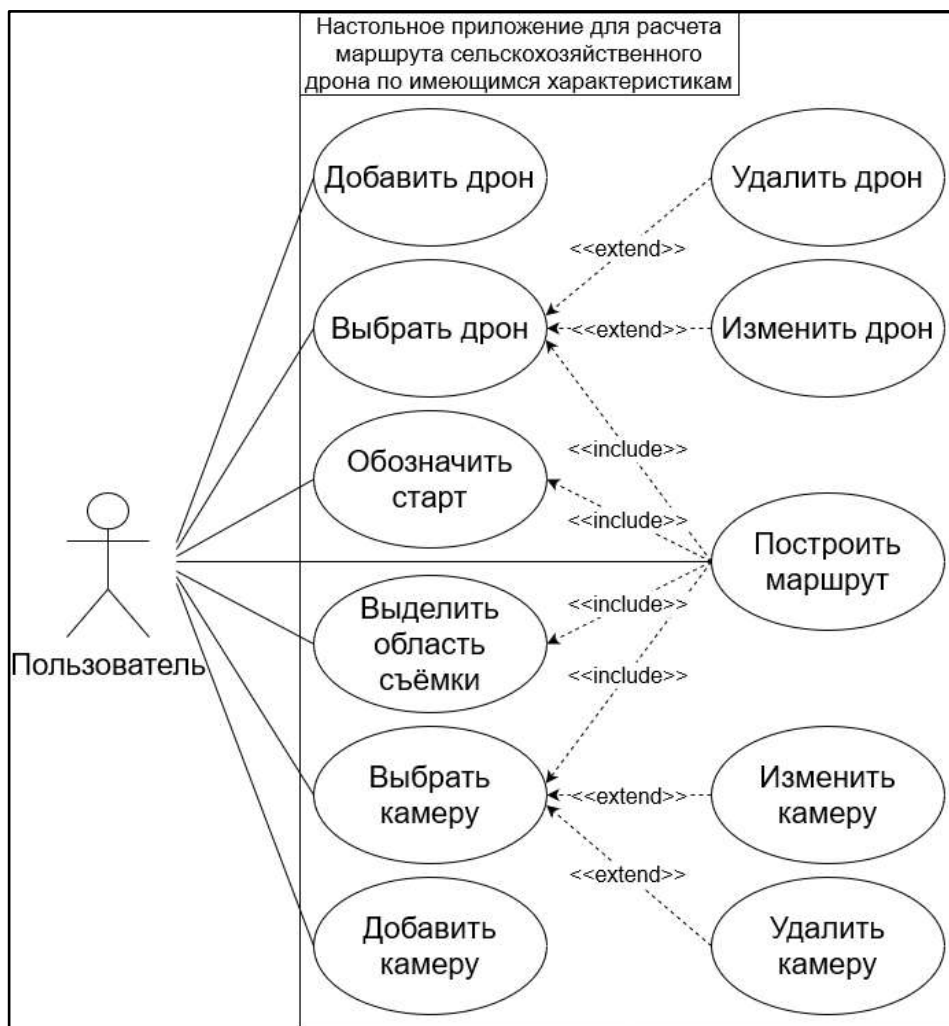 Настольное приложение для расчета
маршрута сельскохозяйственного
дрона по имеющимся характеристикам
Добавить дрон
Удалить дрон
<<extend>>
Выбрать дрон
<<extend>>
Изменить дрон
<<include>>
Обозначить
старт
<<include>>
Построить
маршрут
Пользователь
Выделить
область
съёмки
<<include>>
<<include>>
Выбрать
камеру
<<extend>>
Изменить
камеру
<<extend>>
Добавить
камеру
Удалить
камеру